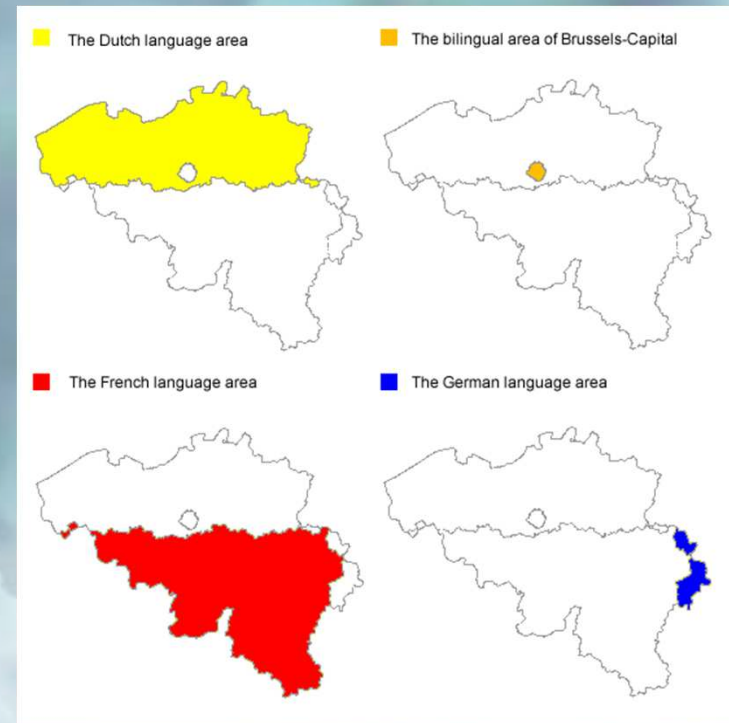 The Dutch language area
The bilingual area of Brussels-Capital
The French language area
The German language area